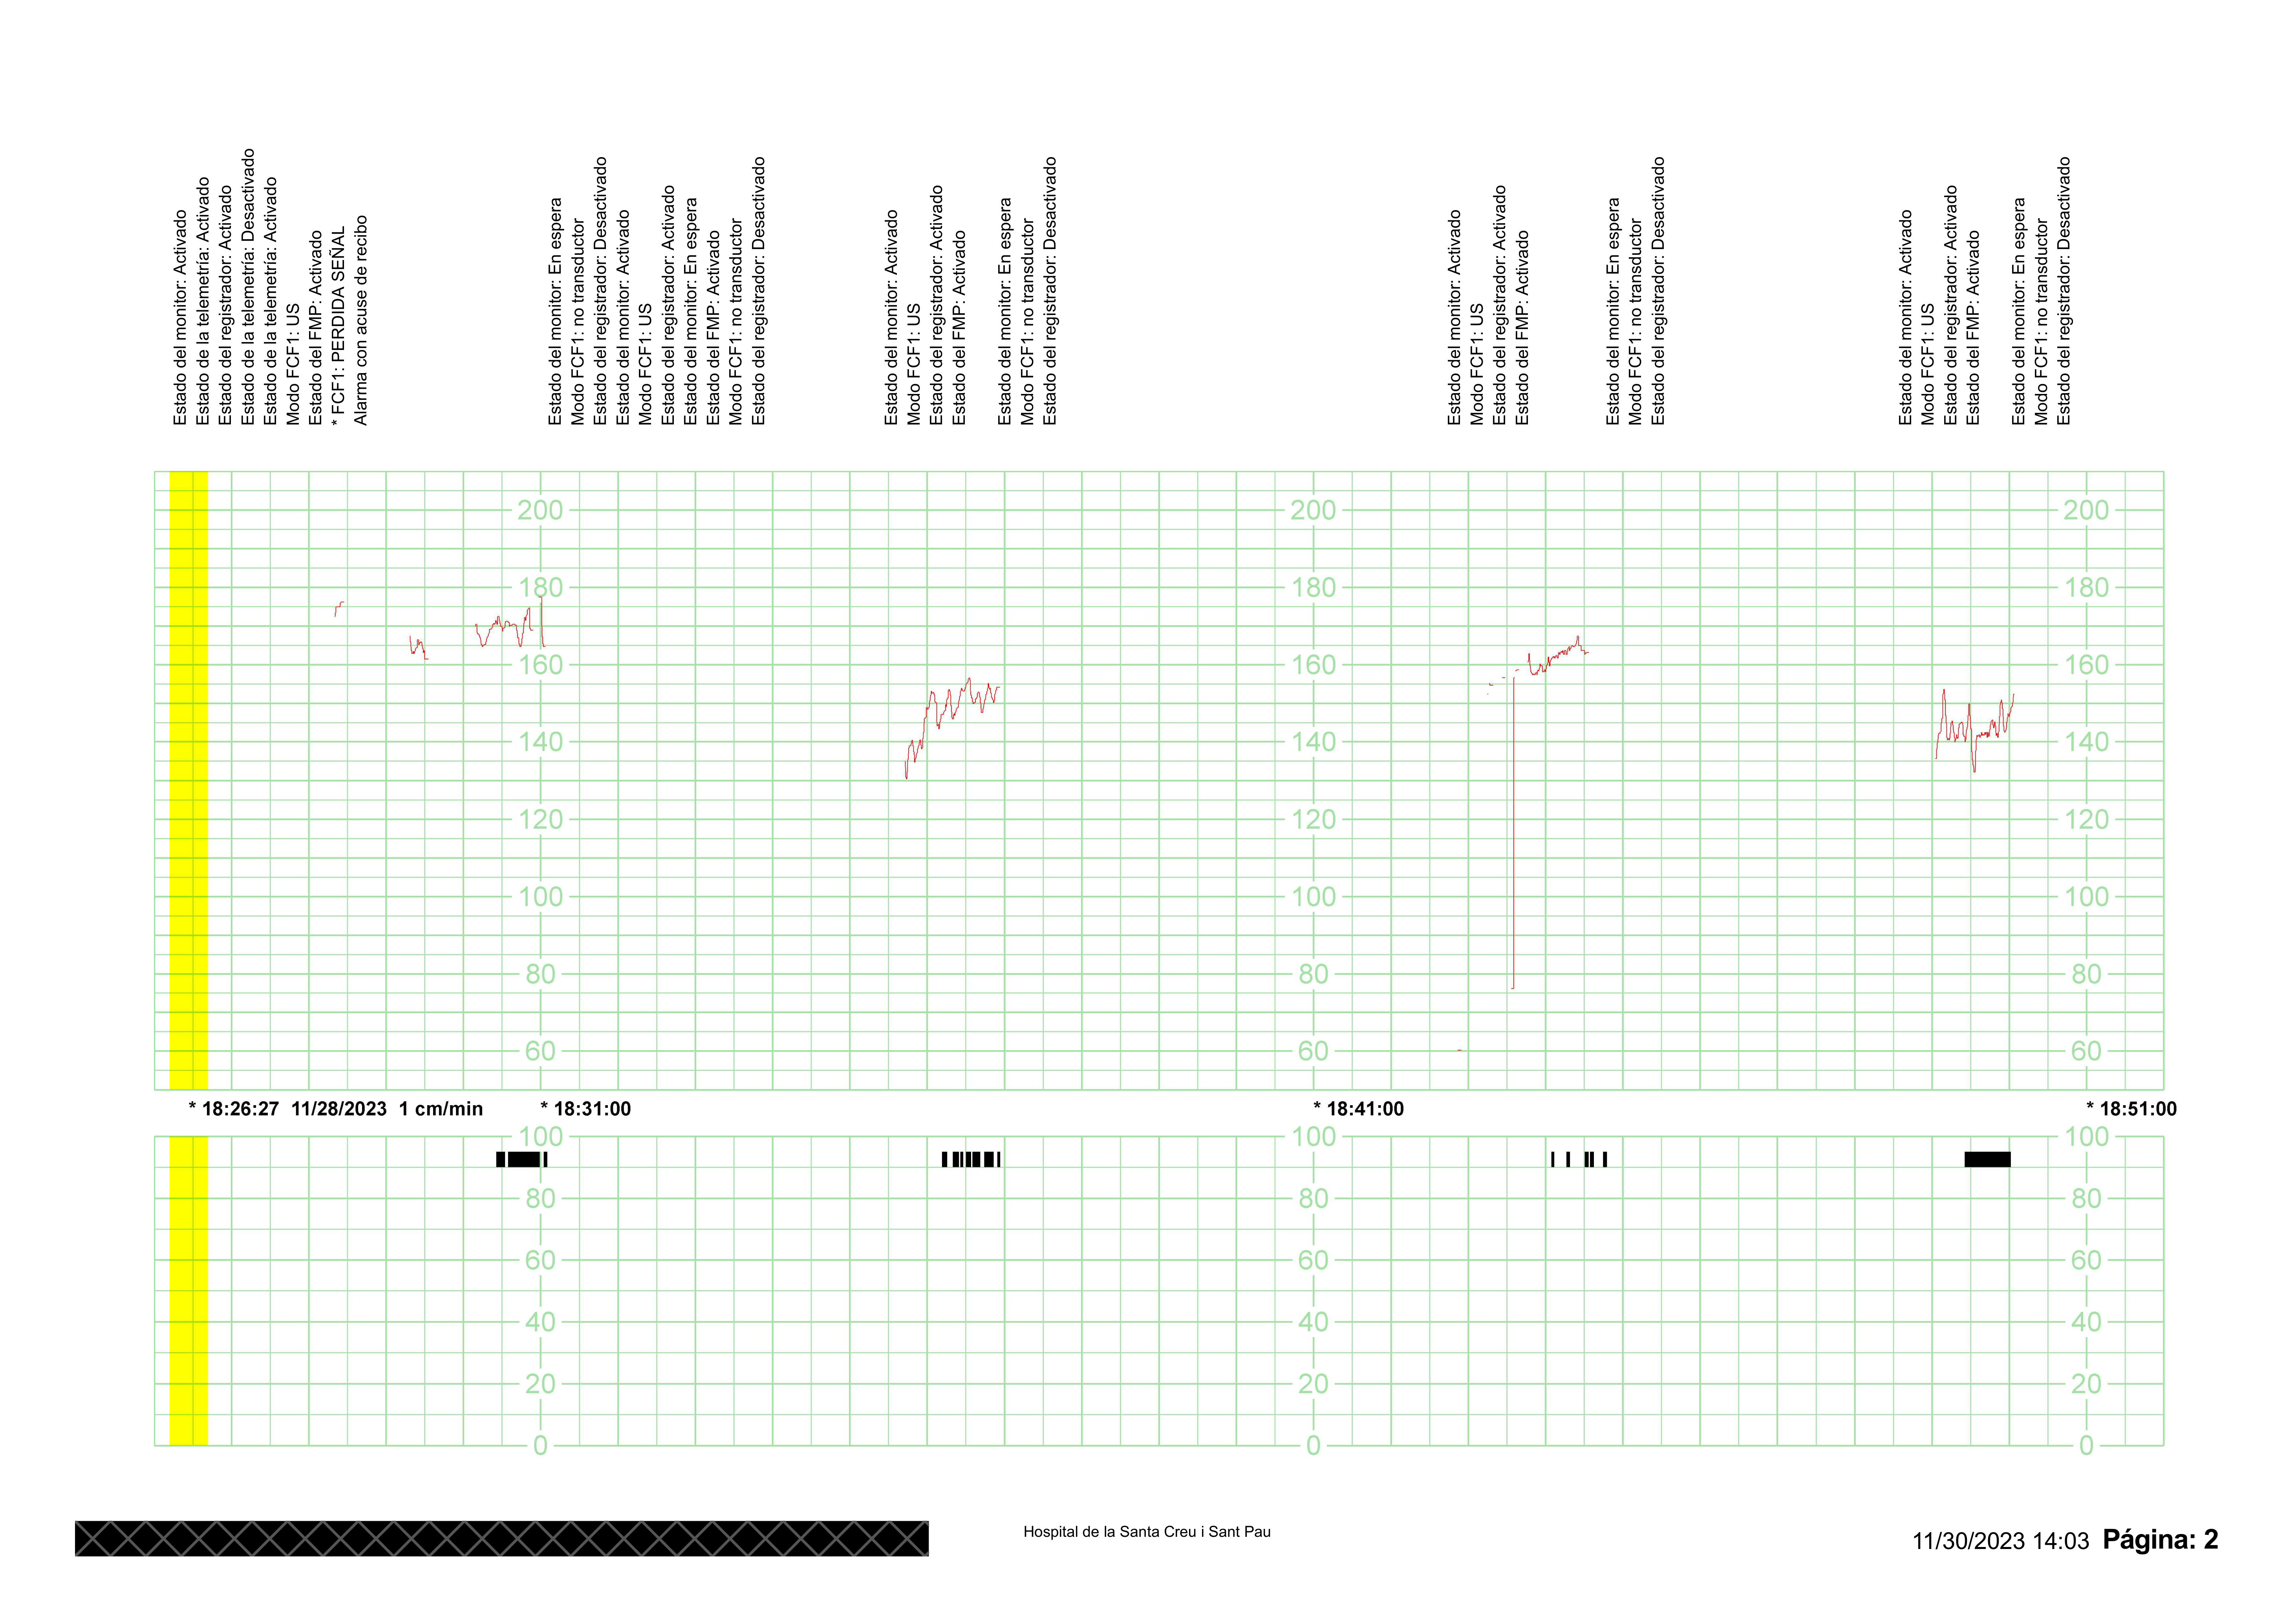 Estado del monitor: Activado
Estado de la telemetría: Activado
Estado del registrador: Activado
Estado de la telemetría: Desactivado
Estado de la telemetría: Activado
Modo FCF1: US
Estado del FMP: Activado
* FCF1: PERDIDA SEÑAL
Alarma con acuse de recibo
Estado del monitor: En espera
Modo FCF1: no transductor
Estado del registrador: Desactivado
Estado del monitor: Activado
Modo FCF1: US
Estado del registrador: Activado
Estado del monitor: En espera
Estado del FMP: Activado
Modo FCF1: no transductor
Estado del registrador: Desactivado
Estado del monitor: Activado
Modo FCF1: US
Estado del registrador: Activado
Estado del FMP: Activado
Estado del monitor: En espera
Modo FCF1: no transductor
Estado del registrador: Desactivado
Estado del monitor: Activado
Modo FCF1: US
Estado del registrador: Activado
Estado del FMP: Activado
Estado del monitor: En espera
Modo FCF1: no transductor
Estado del registrador: Desactivado
Estado del monitor: Activado
Modo FCF1: US
Estado del registrador: Activado
Estado del FMP: Activado
Estado del monitor: En espera
Modo FCF1: no transductor
Estado del registrador: Desactivado
200 200 200
180 180 180
160 160 160
140 140 140
120 120 120
100 100 100
80 80 80
60 60 60
* 18:26:27 11/28/2023 1 cm/min * 18:31:00 * 18:41:00 * 18:51:00
100 100 100
80 80 80
60 60 60
40 40 40
20 20 20
0 0 0
Hospital de la Santa Creu i Sant Pau
11/30/2023 14:03 Página: 2